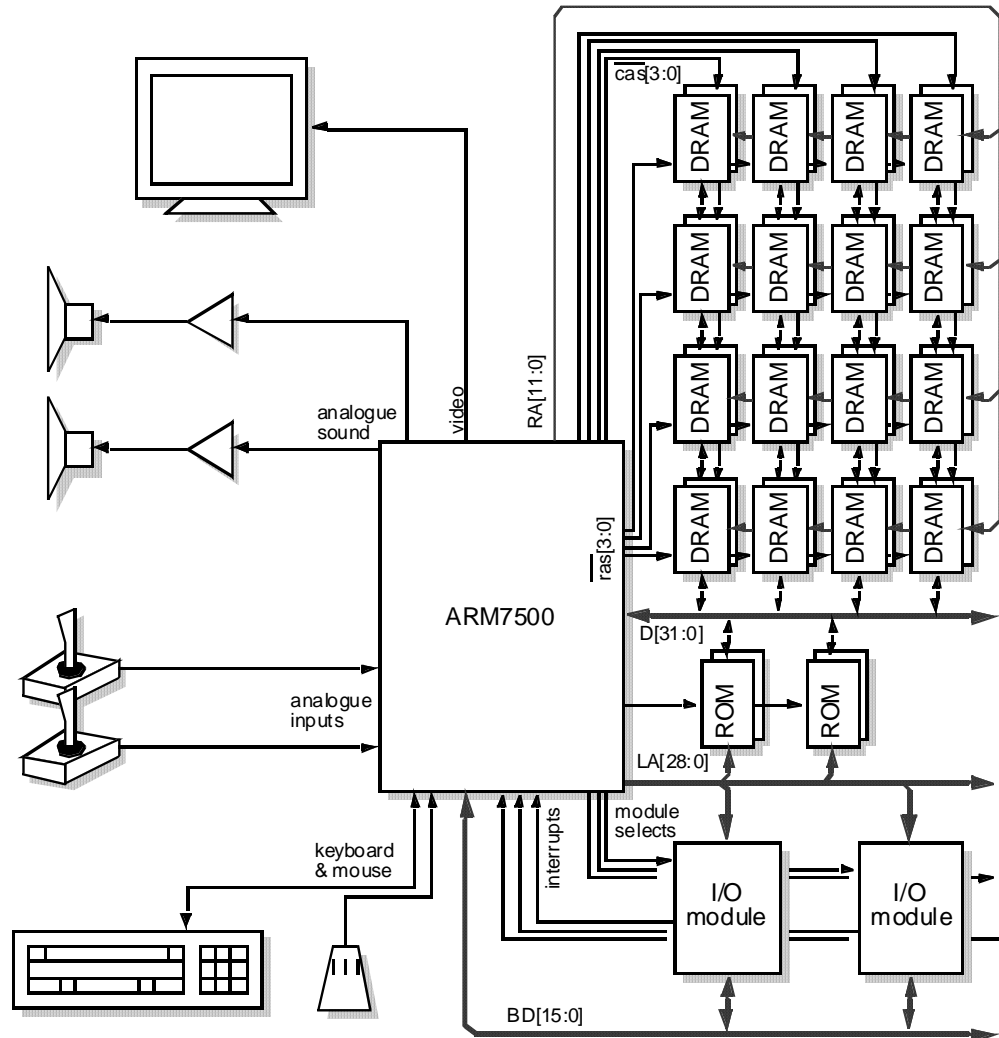 cas[3:0]
DRAM DRAM DRAM DRAM
DRAM DRAM DRAM DRAM
RA[11:0]
video
DRAM DRAM DRAM DRAM
analogue
sound
DRAM DRAM DRAM DRAM
ras[3:0]
ARM7500
D[31:0]
analogue
inputs
ROM ROM
LA[28:0]
module
selects
interrupts
keyboard
& mouse
I/O
module
I/O
module
BD[15:0]